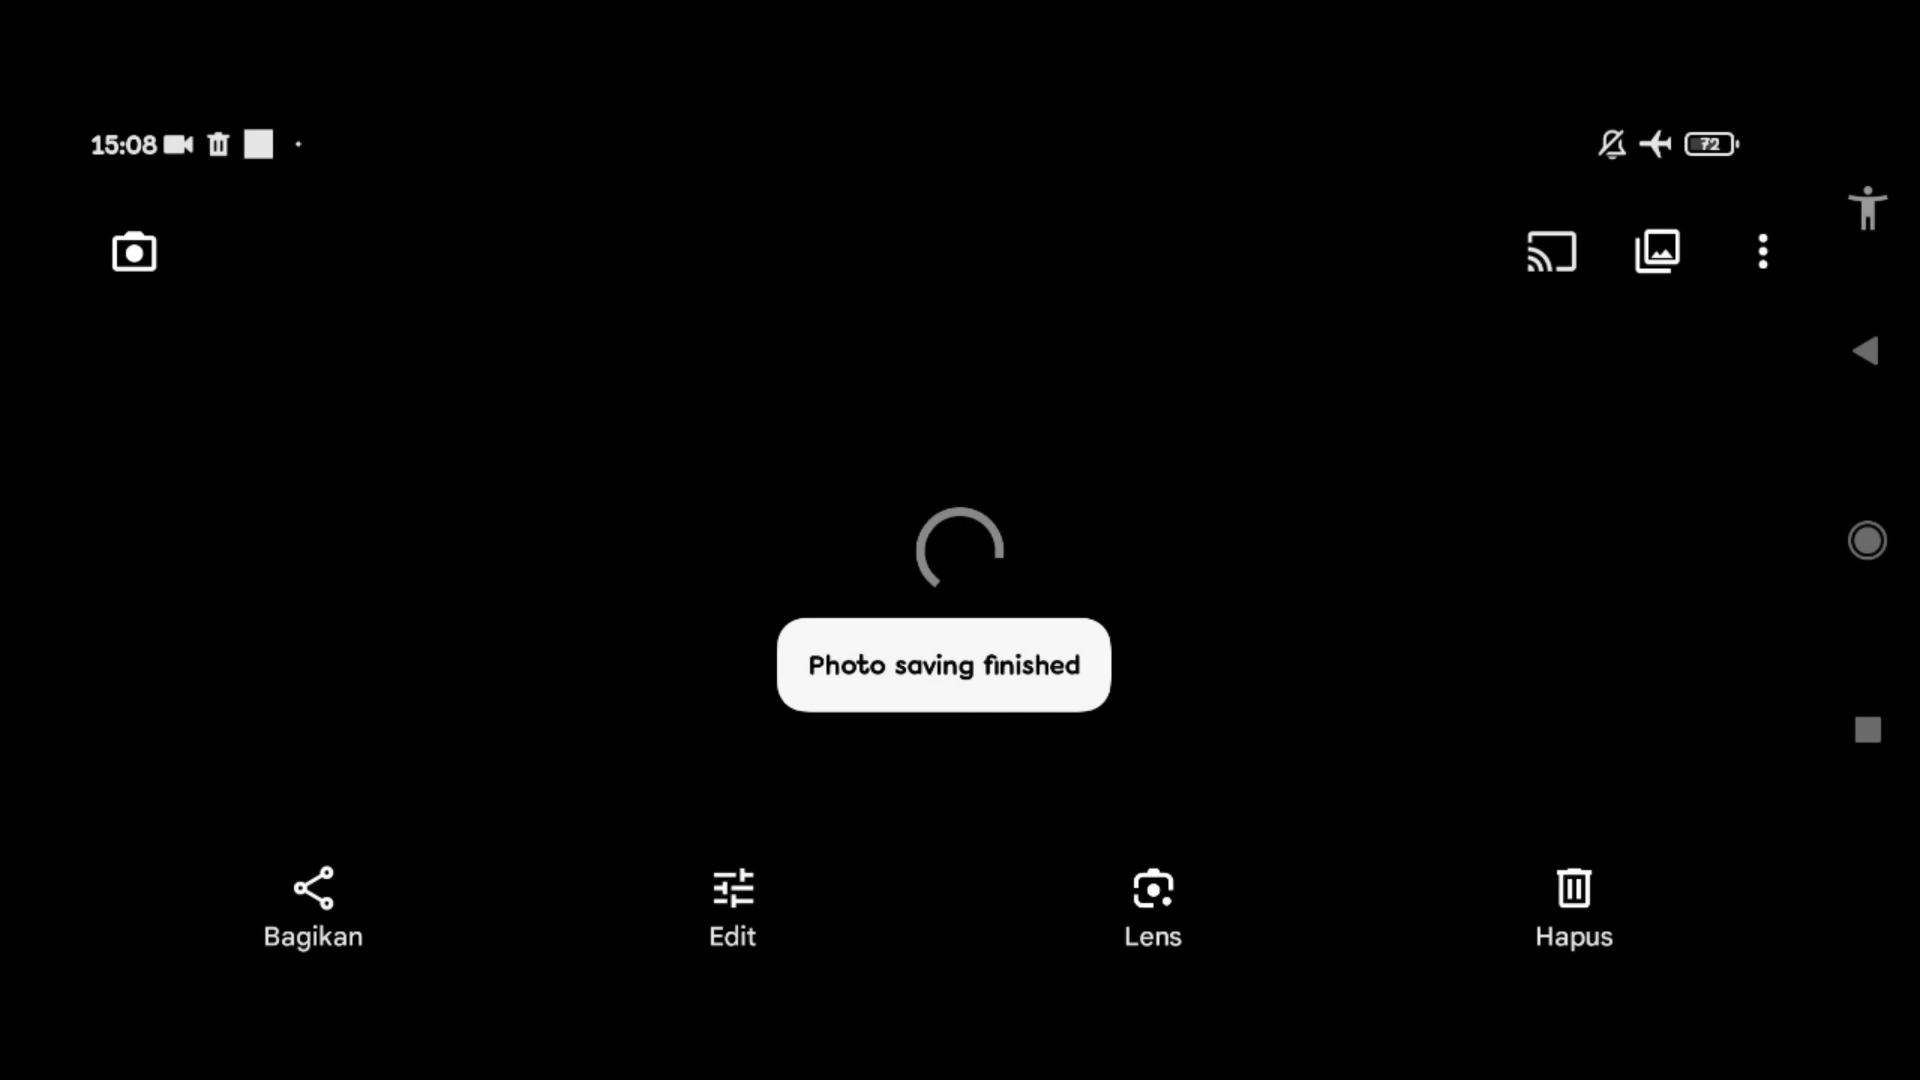 15:08
72
Photo saving finished
Bagikan
Edit
Lens
Hapus